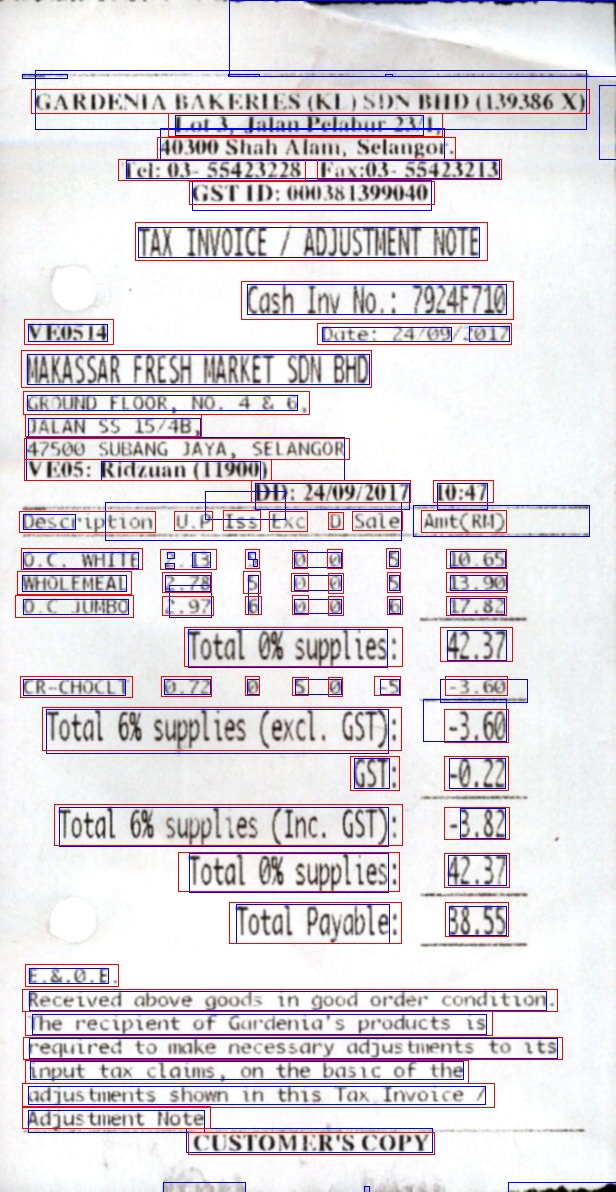 GARDENIA BAKERIES (KL) SDN BHD (139386 X)
Lot 3, Jalan Pelabur 23/1,
40300 Shah Alam, Selangor.
Tel: 03- 55423228 Fax:03- 55423213
GST ID: 000381399040
TAX INVOICE / ADJUSTMENT NOTE
Cash Inv No.: 7924F710
VE0514 Date: 24/09/2017
MAKASSAR FRESH MARKET SDN BHD
GROUND FLOOR, NO. 4 & 6,
JALAN SS 15/4B,
47500 SUBANG JAYA, SELANGOR
VE05: Ridzuan (11900)
DD: 24/09/2017 10:47
Description U.P Iss Exc D Sale Amt(RM)
O.C. WHITE 2.13 5 0 0 5 10.65
WHOLEMEAL 2.78 5 0 0 5 13.90
O.C JUMBO 2.97 6 0 0 6 17.82
Total 0% supplies: 42.37
CR-CHOCLT 0.72 0 5 0 -5 -3.60
Total 6% supplies (excl. GST): -3.60
GST: -0.22
Total 6% supplies (Inc. GST): -3.82
Total 0% supplies: 42.37
Total Payable: 38.55
E.&.O.E.
Received above goods in good order condition.
The recipient of Gardenia's products is
required to make necessary adjustments to its
input tax claims, on the basic of the
adjustments shown in this Tax Invoice /
Adjustment Note
CUSTOMER'S COPY